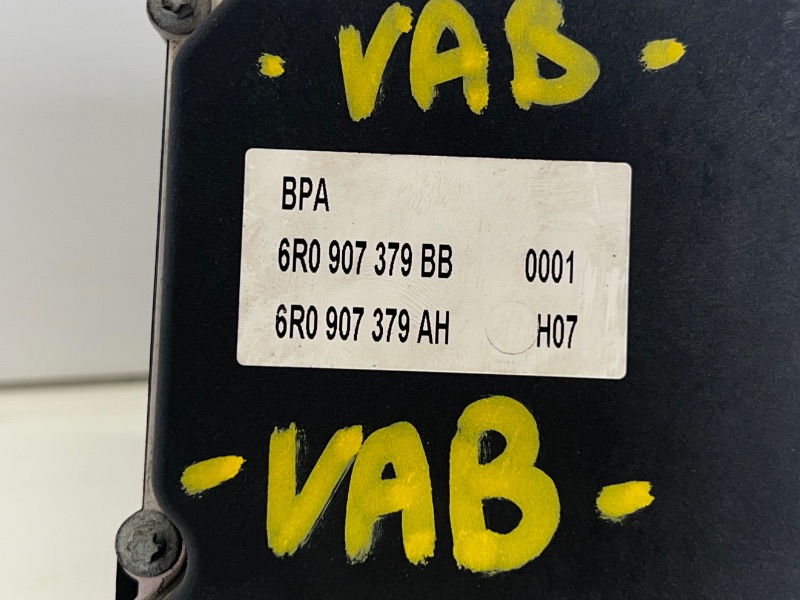 · VAB ·
BPA
6R0 907 379 BB 0001
6R0 907 379 AH H07
- VAB -